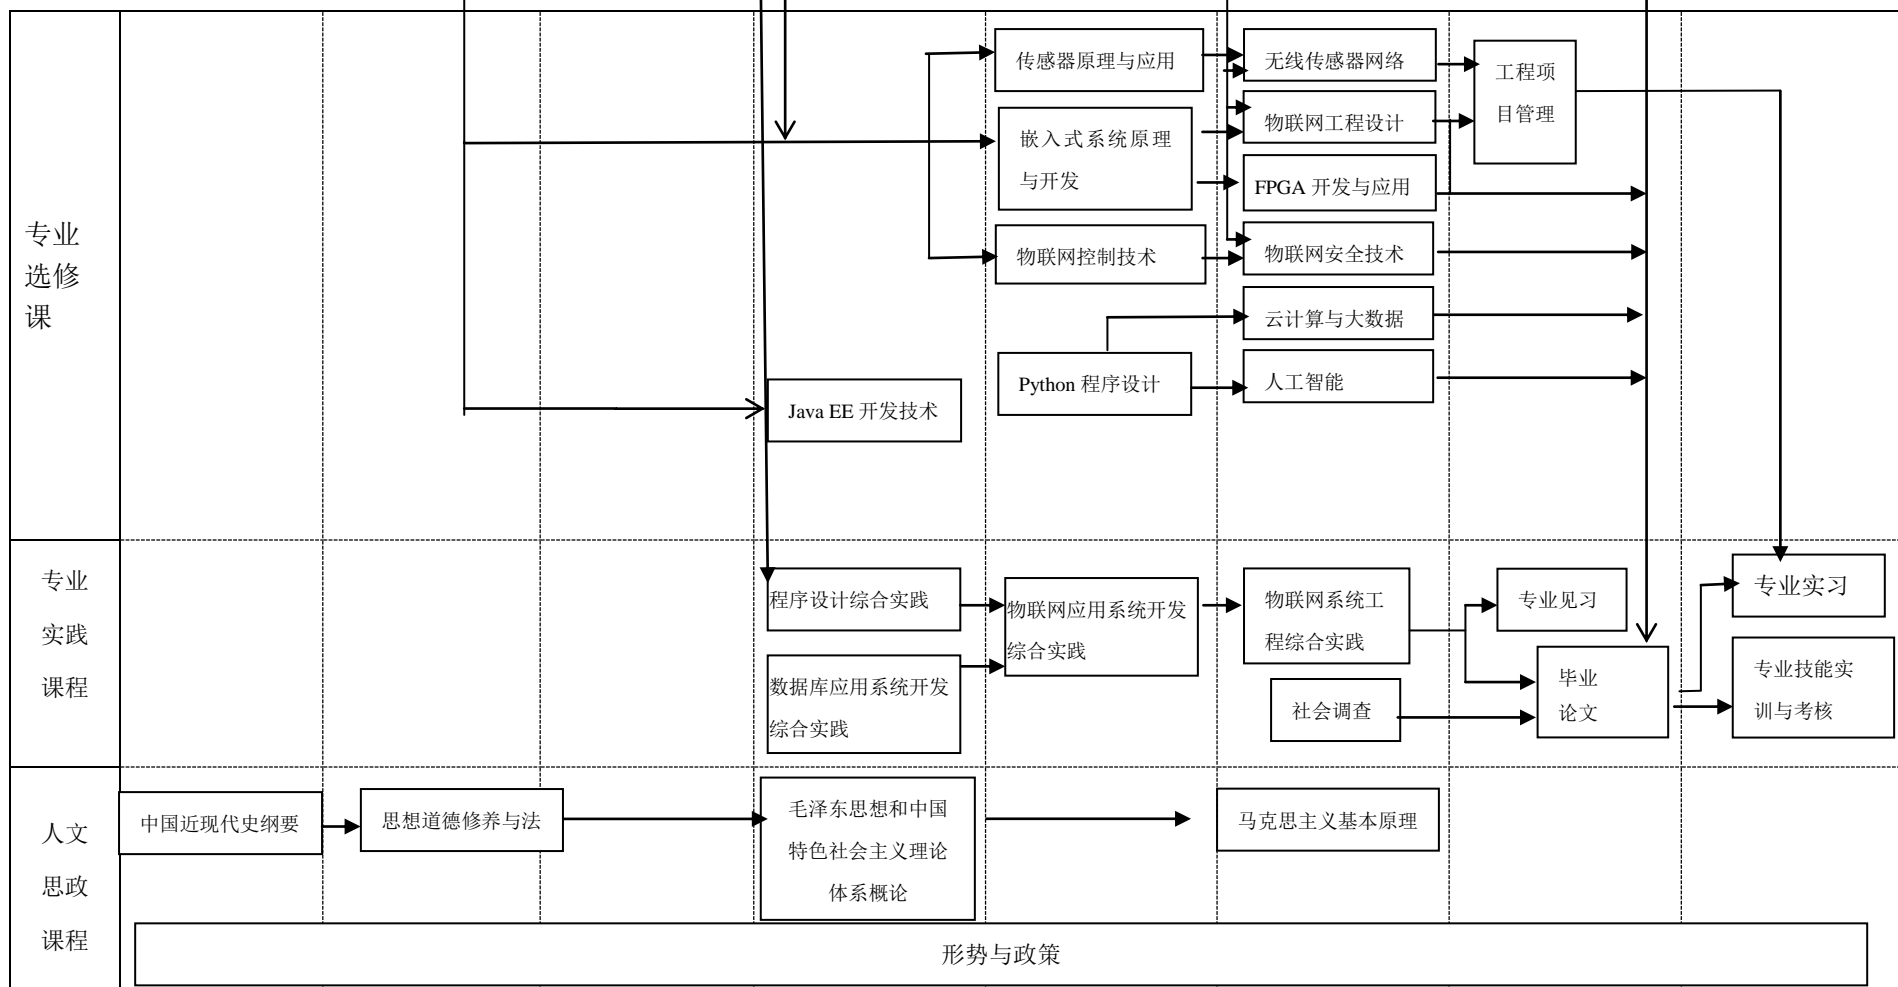 专业
选修
课
传感器原理与应用
无线传感器网络
工程项
目管理
嵌入式系统原理
与开发
物联网工程设计
FPGA 开发与应用
物联网控制技术
物联网安全技术
云计算与大数据
Python 程序设计
人工智能
Java EE 开发技术
专业
实践
课程
程序设计综合实践
数据库应用系统开发
综合实践
物联网应用系统开发
综合实践
物联网系统工
程综合实践
社会调查
专业见习
毕业
论文
专业实习
专业技能实
训与考核
人文
思政
课程
中国近现代史纲要
思想道德修养与法
毛泽东思想和中国
特色社会主义理论
体系概论
马克思主义基本原理
形势与政策